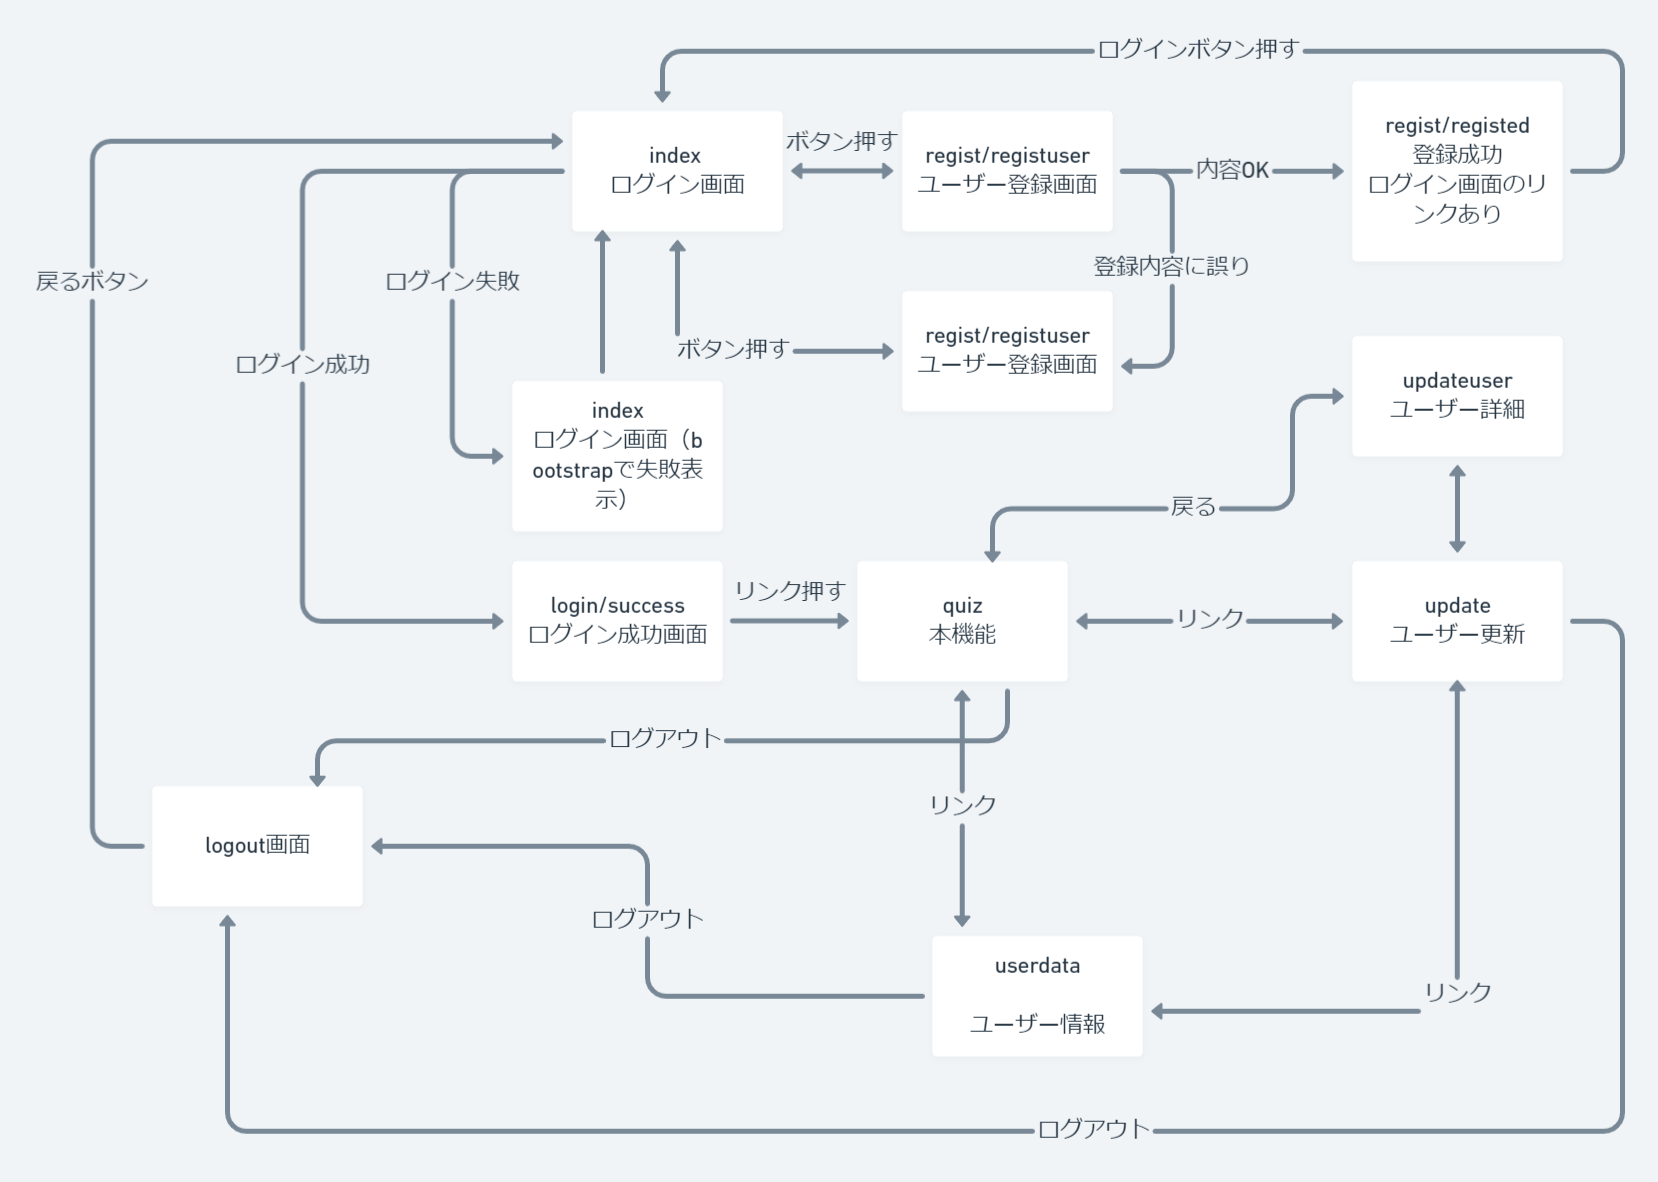 ログインボタン押す
index
ログイン画面
ボタン押す
regist/registuser
ユーザー登録画面
内容OK
regist/registed
登録成功
ログイン画面のリ
ンクあり
戻るボタン
ログイン失敗
登録内容に誤り
ログイン成功
ボタン押す
regist/registuser
ユーザー登録画面
updateuser
ユーザー詳細
index
ログイン画面（b
ootstrapで失敗表
示）
戻る
login/success
ログイン成功画面
リンク押す
quiz
本機能
リンク
update
ユーザー更新
ログアウト
リンク
logout画面
ログアウト
userdata
ユーザー情報
リンク
ログアウト